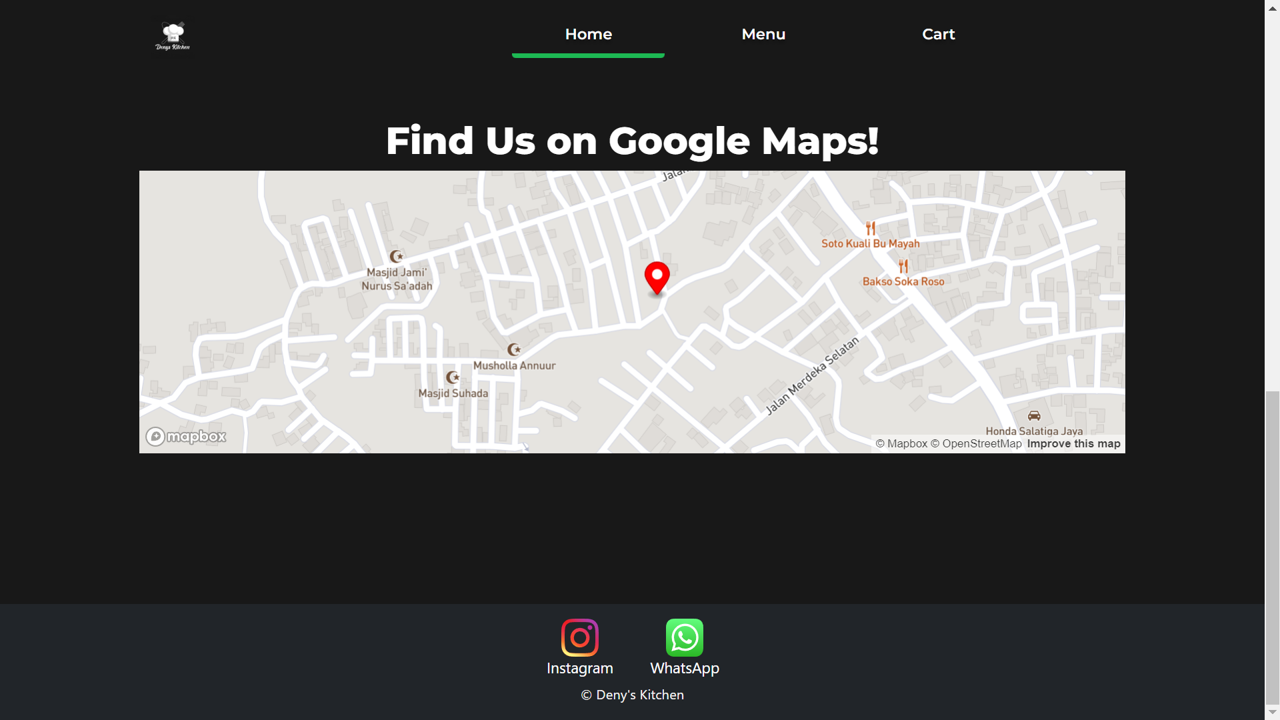 Denys Kitchen
Home
Menu
Cart
Find Us on Google Maps!
Jalan
Soto Kuali Bu Mayah
Masjid Jami'
Nurus Sa'adah
Bakso Soka Roso
Musholla Annuur
Jalan Merdeka Selatan
Masjid Suhada
Honda Salatiga Jaya
mapbox
© Mapbox © OpenStreetMap Improve this map
Instagram
WhatsApp
© Deny's Kitchen